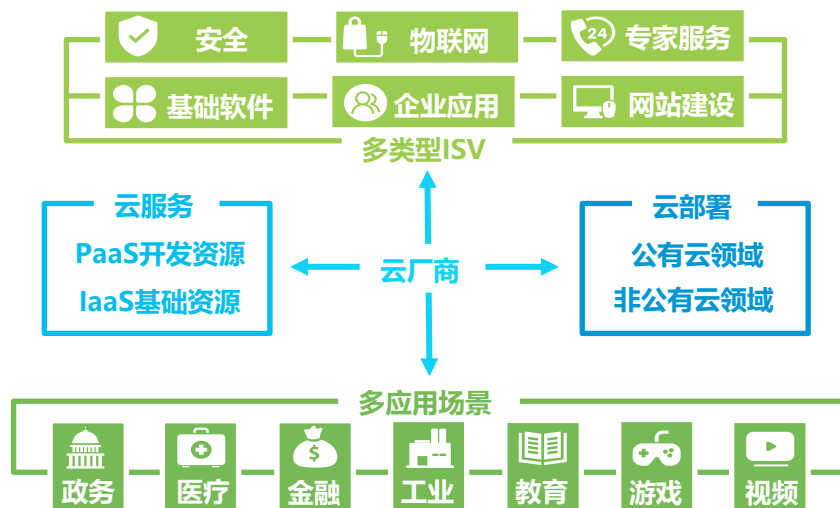 安全 物联网 24 专家服务
基础软件 企业应用 网站建设
多类型ISV
云服务
PaaS开发资源
IaaS基础资源
云厂商
云部署
公有云领域
非公有云领域
多应用场景
$
政务 医疗 金融 工业 教育 游戏 视频